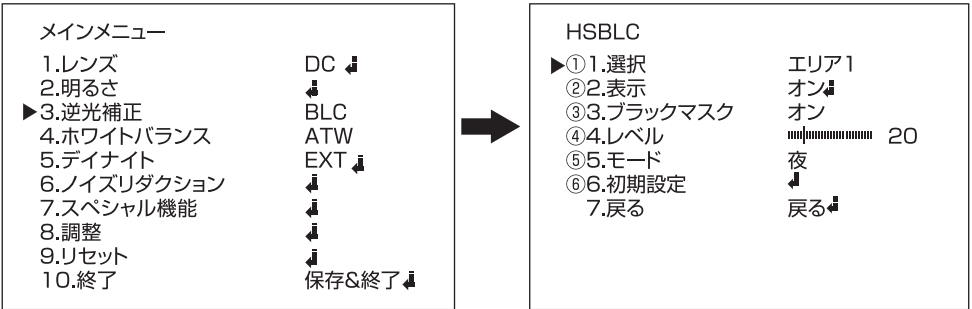 メインメニュー
1.レンズ DC
2.明るさ
3.逆光補正 BLC
4.ホワイトバランス ATW
5.デイナイト EXT
6.ノイズリダクション
7.スペシャル機能
8.調整
9.リセット
10.終了 保存&終了
HSBLC
①1.選択 エリア1
②2.表示 オン
③3.ブラックマスク オン
④4.レベル 20
⑤5.モード 夜
⑥6.初期設定
7.戻る 戻る